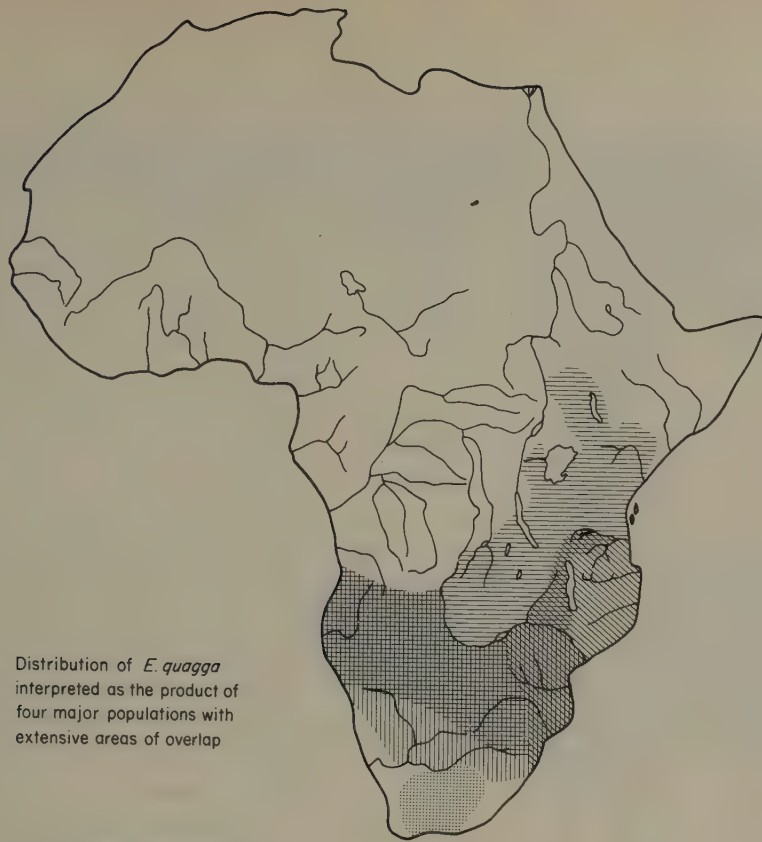 Distribution of E. quagga
interpreted as the product of
four major populations with
extensive areas of overlap